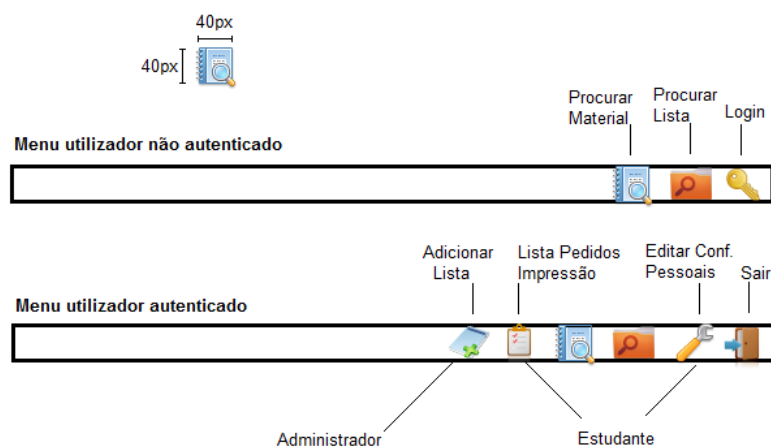 40px
40px
Procurar
Material
Procurar
Lista
Login
Menu utilizador não autenticado
Adicionar
Lista
Lista Pedidos
Impressão
Editar Conf.
Pessoais
Sair
Menu utilizador autenticado
Administrador
Estudante